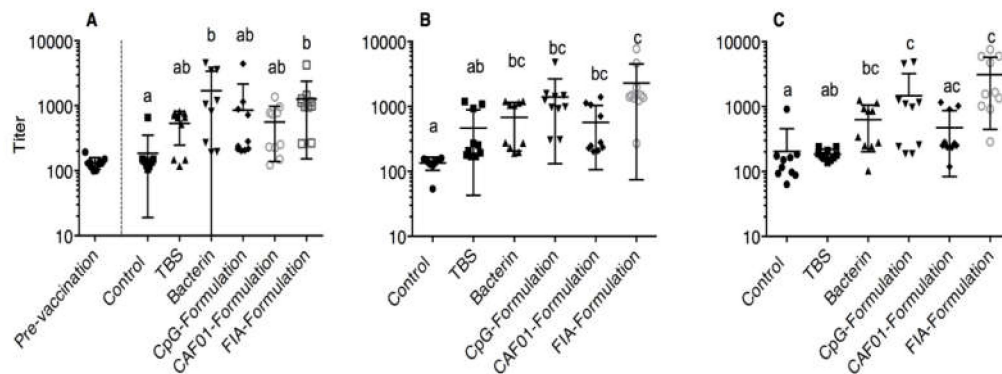 A
B
C
Titer
10000
1000
100
10
a
ab
b
ab
ab
b
Pre-vaccination
Control
TBS
Bacterin
CpG-Formulation
CAF01-Formulation
FIA-Formulation
10000
1000
100
10
a
ab
bc
bc
bc
c
Control
TBS
Bacterin
CpG-Formulation
CAF01-Formulation
FIA-Formulation
10000
1000
100
10
a
ab
bc
c
ac
c
Control
TBS
Bacterin
CpG-Formulation
CAF01-Formulation
FIA-Formulation